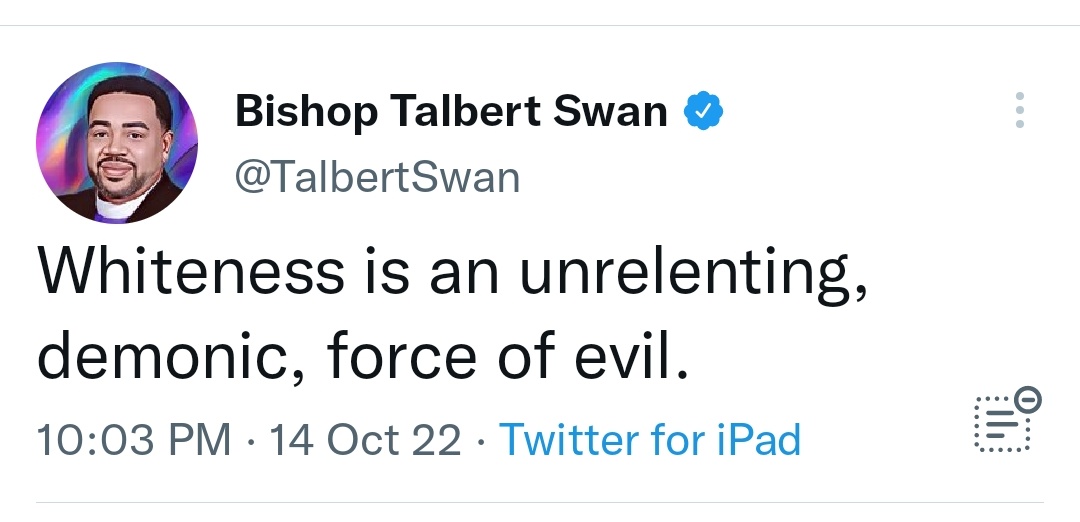 Bishop Talbert Swan
@TalbertSwan
Whiteness is an unrelenting,
demonic, force of evil.
10:03 PM · 14 Oct 22 · Twitter for iPad